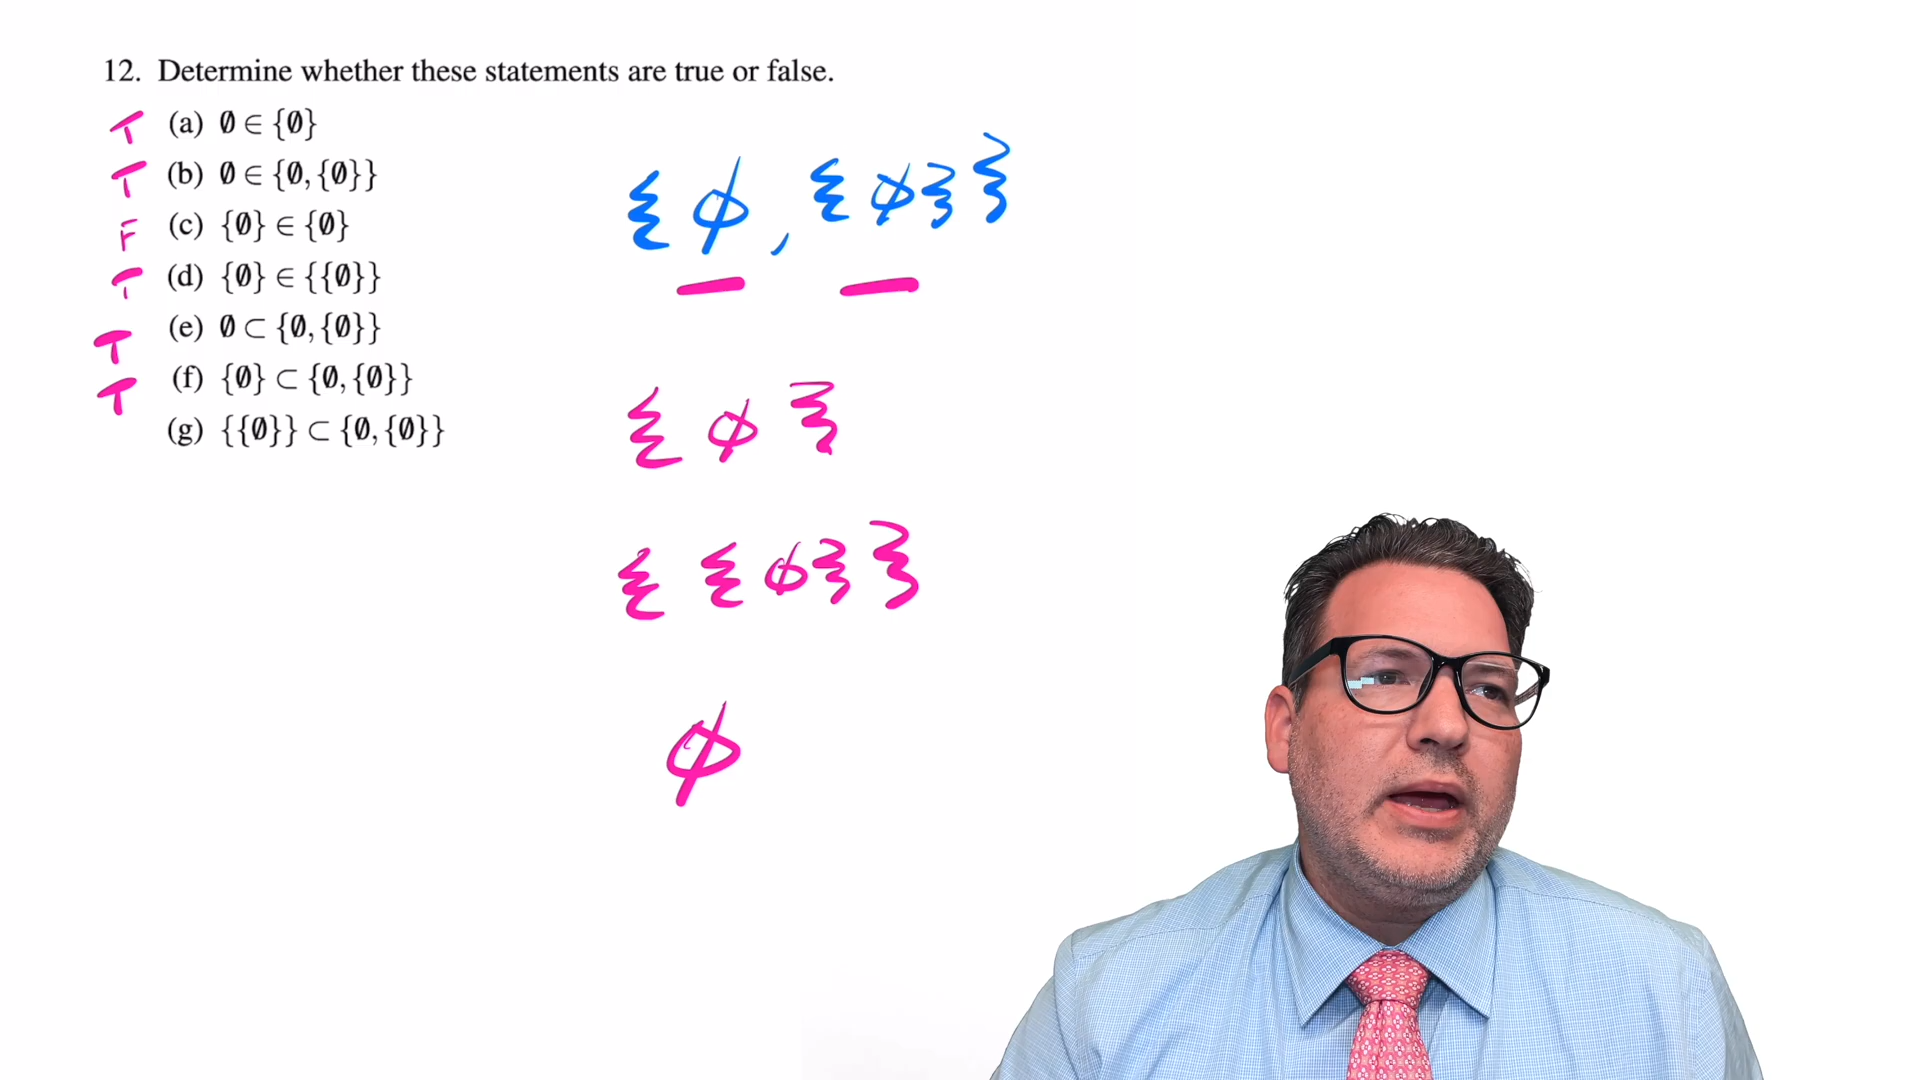 12. Determine whether these statements are true or false.
T (a) ∅ ∈ {∅}
T (b) ∅ ∈ {∅, {∅}}
F (c) {∅} ∈ {∅}
T (d) {∅} ∈ {{∅}}
T (e) ∅ ⊂ {∅, {∅}}
T (f) {∅} ⊂ {∅, {∅}}
(g) {{∅}} ⊂ {∅, {∅}}
{ ∅ , { ∅ } }
{ ∅ }
{ { ∅ } }
∅